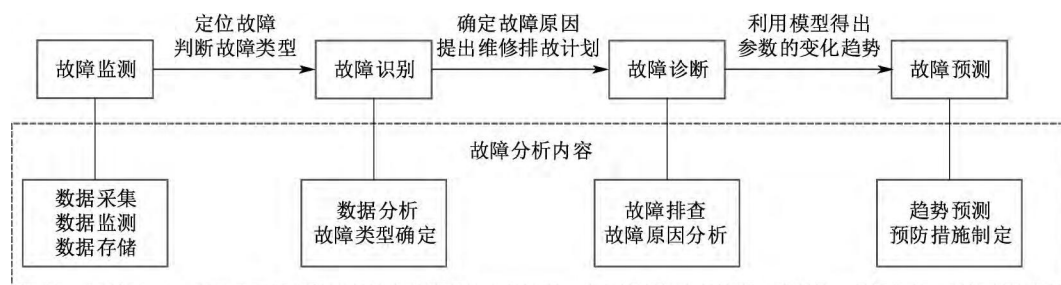 定位故障
判断故障类型
确定故障原因
提出维修排故计划
利用模型得出
参数的变化趋势
故障监测
故障识别
故障诊断
故障预测
故障分析内容
数据采集
数据监测
数据存储
数据分析
故障类型确定
故障排查
故障原因分析
趋势预测
预防措施制定